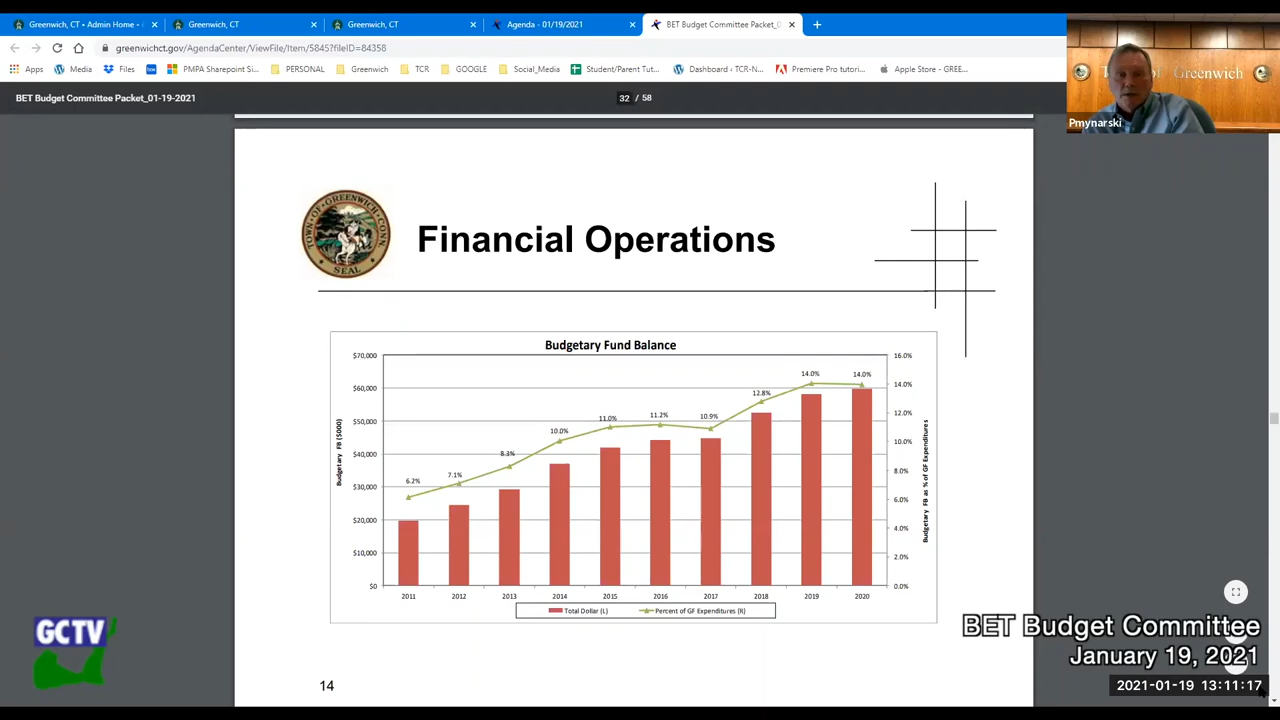 Greenwich, CT • Admin Home •
Greenwich, CT
Greenwich, CT
Agenda - 01/19/2021
BET Budget Committee Packet_0
greenwichct.gov/AgendaCenter/ViewFile/Item/5845?fileID=84358
Apps
Media
Files
box
PMPA Sharepoint Si...
PERSONAL
Greenwich
TCR
GOOGLE
Social_Media
Student/Parent Tut...
Dashboard ‹ TCR-N...
Premiere Pro tutori...
Apple Store - GREE...
Greenwich
Pmynarski
BET Budget Committee Packet_01-19-2021
32 / 58
TOWN OF GREENWICH, CONN.
SEAL
Financial Operations
Budgetary Fund Balance
$70,000
$60,000
$50,000
$40,000
$30,000
$20,000
$10,000
$0
Budgetary FB ($000)
6.2%
7.1%
8.3%
10.0%
11.0%
11.2%
10.9%
12.8%
14.0%
14.0%
16.0%
14.0%
12.0%
10.0%
8.0%
6.0%
4.0%
2.0%
0.0%
Budgetary FB as % of GF Expenditures
2011 2012 2013 2014 2015 2016 2017 2018 2019 2020
Total Dollar (L) Percent of GF Expenditures (R)
14
GCTV
BET Budget Committee
January 19, 2021
2021-01-19 13:11:17